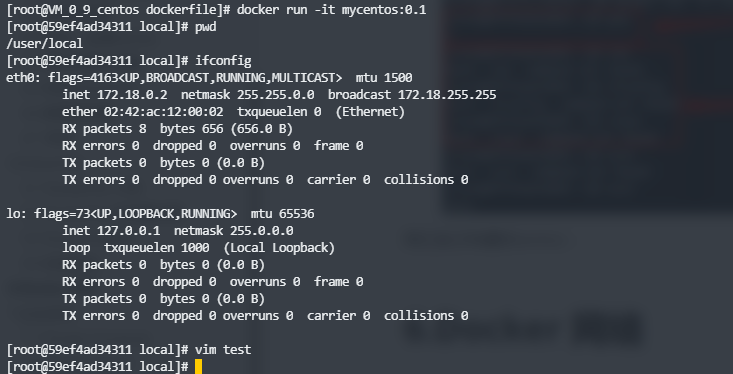 [root@VM_0_9_centos dockerfile]# docker run -it mycentos:0.1
[root@59ef4ad34311 local]# pwd
/user/local
[root@59ef4ad34311 local]# ifconfig
eth0: flags=4163<UP,BROADCAST,RUNNING,MULTICAST>  mtu 1500
        inet 172.18.0.2  netmask 255.255.0.0  broadcast 172.18.255.255
        ether 02:42:ac:12:00:02  txqueuelen 0  (Ethernet)
        RX packets 8  bytes 656 (656.0 B)
        RX errors 0  dropped 0  overruns 0  frame 0
        TX packets 0  bytes 0 (0.0 B)
        TX errors 0  dropped 0 overruns 0  carrier 0  collisions 0
lo: flags=73<UP,LOOPBACK,RUNNING>  mtu 65536
        inet 127.0.0.1  netmask 255.0.0.0
        loop  txqueuelen 1000  (Local Loopback)
        RX packets 0  bytes 0 (0.0 B)
        RX errors 0  dropped 0  overruns 0  frame 0
        TX packets 0  bytes 0 (0.0 B)
        TX errors 0  dropped 0 overruns 0  carrier 0  collisions 0
[root@59ef4ad34311 local]# vim test
[root@59ef4ad34311 local]#